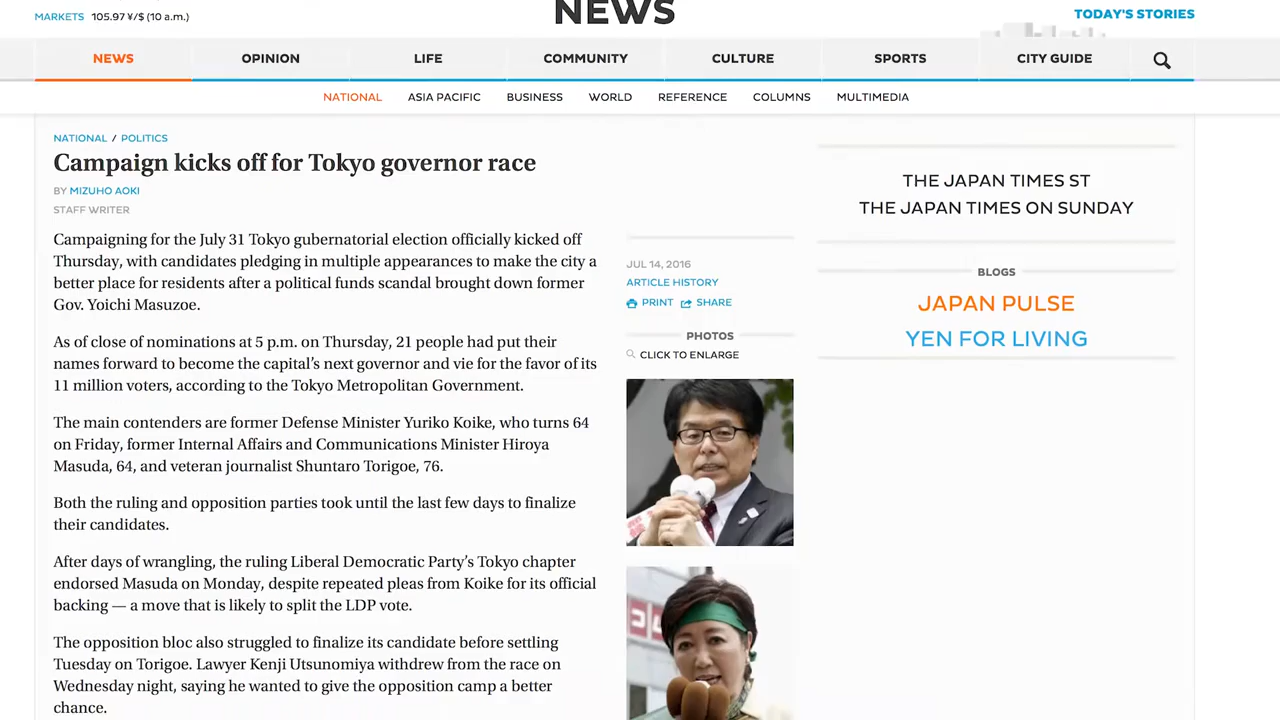 NEWS
MARKETS 105.97 ¥/$ (10 a.m.)
TODAY'S STORIES
NEWS OPINION LIFE COMMUNITY CULTURE SPORTS CITY GUIDE
NATIONAL ASIA PACIFIC BUSINESS WORLD REFERENCE COLUMNS MULTIMEDIA
NATIONAL / POLITICS
Campaign kicks off for Tokyo governor race
BY MIZUHO AOKI
STAFF WRITER
Campaigning for the July 31 Tokyo gubernatorial election officially kicked off
Thursday, with candidates pledging in multiple appearances to make the city a
better place for residents after a political funds scandal brought down former
Gov. Yoichi Masuzoe.
As of close of nominations at 5 p.m. on Thursday, 21 people had put their
names forward to become the capital's next governor and vie for the favor of its
11 million voters, according to the Tokyo Metropolitan Government.
The main contenders are former Defense Minister Yuriko Koike, who turns 64
on Friday, former Internal Affairs and Communications Minister Hiroya
Masuda, 64, and veteran journalist Shuntaro Torigoe, 76.
Both the ruling and opposition parties took until the last few days to finalize
their candidates.
After days of wrangling, the ruling Liberal Democratic Party's Tokyo chapter
endorsed Masuda on Monday, despite repeated pleas from Koike for its official
backing — a move that is likely to split the LDP vote.
The opposition bloc also struggled to finalize its candidate before settling
Tuesday on Torigoe. Lawyer Kenji Utsunomiya withdrew from the race on
Wednesday night, saying he wanted to give the opposition camp a better
chance.
JUL 14, 2016
ARTICLE HISTORY
PRINT SHARE
PHOTOS
CLICK TO ENLARGE
THE JAPAN TIMES ST
THE JAPAN TIMES ON SUNDAY
BLOGS
JAPAN PULSE
YEN FOR LIVING